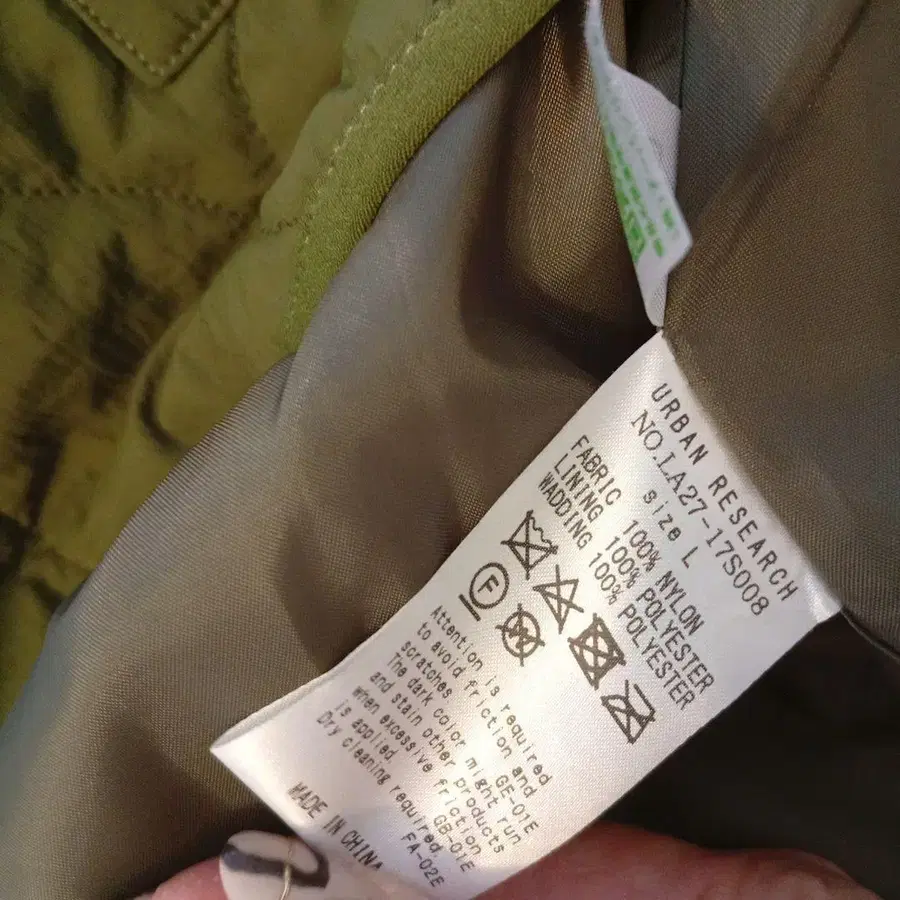 URBAN RESEARCH
NO.LA27-17S008
size L
FABRIC 100% NYLON
LINING 100% POLYESTER
WADDING 100% POLYESTER
F
W
Attention is required
to avoid friction and
scratches. GE-01E
The dark color might run
and stain other products
when excessive friction
is applied. GB-01E
Dry cleaning required.
FA-02E
MADE IN CHINA